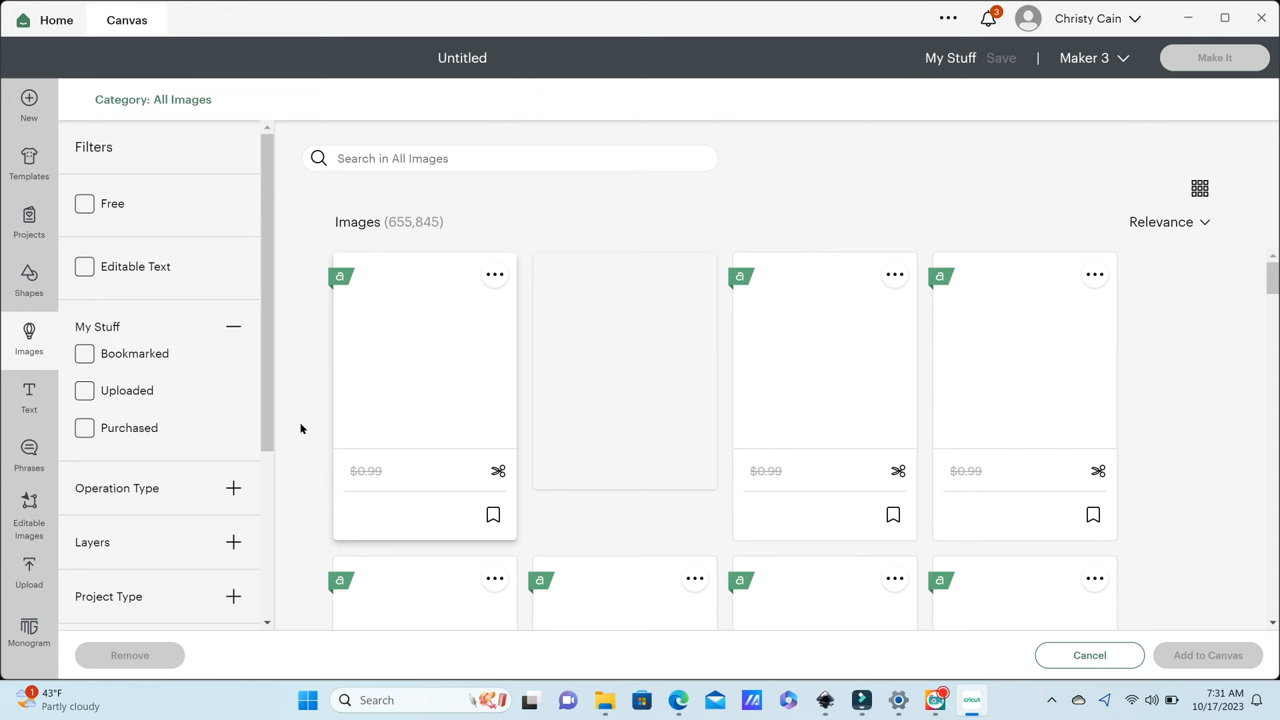 Home
Canvas
3
Christy Cain
Untitled
My Stuff
Save
|
Maker 3
Make It
New
Templates
Projects
Shapes
Images
Text
Phrases
Editable
Images
Upload
Monogram
Category: All Images
Filters
Free
Editable Text
My Stuff
Bookmarked
Uploaded
Purchased
Operation Type
Layers
Project Type
Search in All Images
Images (655,845)
Relevance
a
a
a
$0.99
$0.99
$0.99
a
a
a
a
Remove
Cancel
Add to Canvas
1
43°F
Partly cloudy
Search
cricut
7:31 AM
10/17/2023